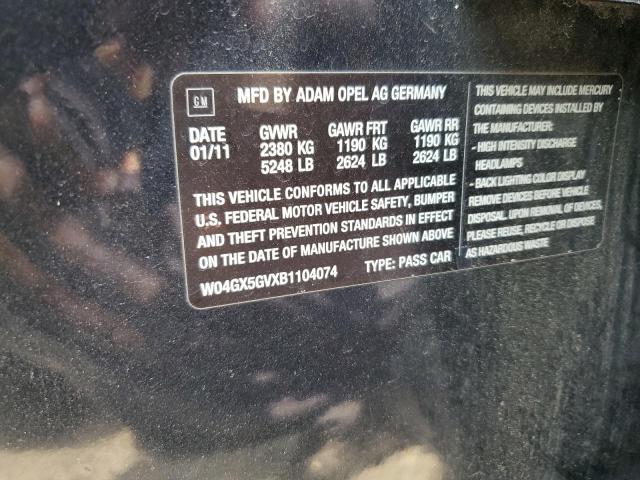 GM
MFD BY ADAM OPEL AG GERMANY
DATE GVWR GAWR FRT GAWR RR
01/11 2380 KG 1190 KG 1190 KG
5248 LB 2624 LB 2624 LB
THIS VEHICLE CONFORMS TO ALL APPLICABLE
U.S. FEDERAL MOTOR VEHICLE SAFETY, BUMPER
AND THEFT PREVENTION STANDARDS IN EFFECT
ON THE DATE OF MANUFACTURE SHOWN ABOVE
W04GX5GVXB1104074 TYPE: PASS CAR
THIS VEHICLE MAY INCLUDE MERCURY
CONTAINING DEVICES INSTALLED BY
THE MANUFACTURER:
- HIGH INTENSITY DISCHARGE
HEADLAMPS
- BACK LIGHTING COLOR DISPLAY
REMOVE DEVICES BEFORE VEHICLE
DISPOSAL. UPON REMOVAL OF DEVICES,
PLEASE REUSE, RECYCLE OR DISPOSE
AS HAZARDOUS WASTE